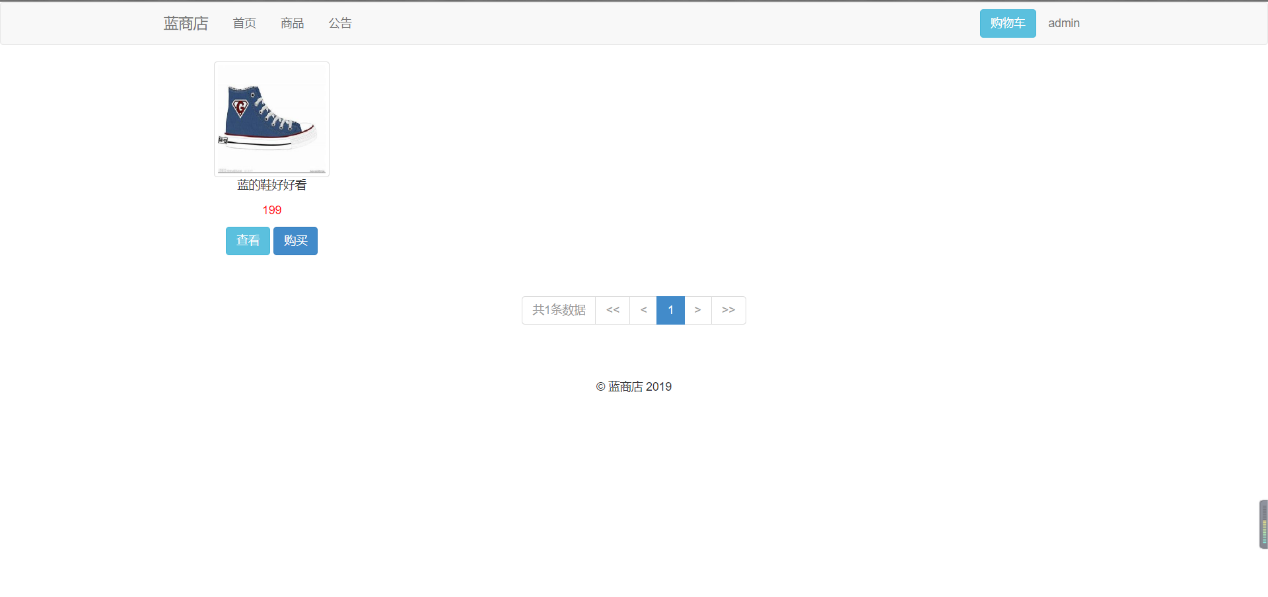 蓝商店 首页 商品 公告 购物车 admin
G
蓝的鞋好好看
199
查看 购买
共1条数据 << < 1 > >>
© 蓝商店 2019